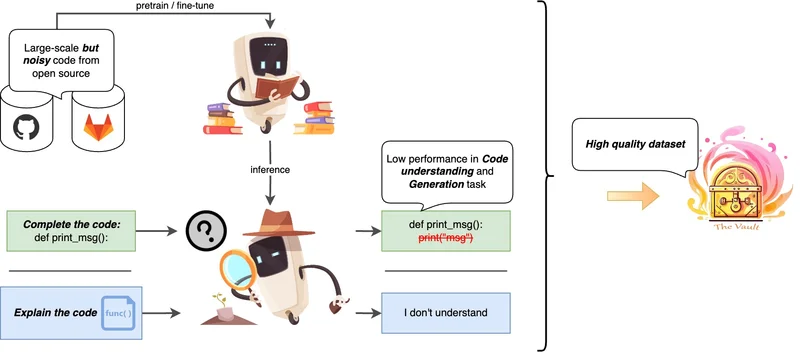 pretrain / fine-tune
Large-scale but
noisy code from
open source
inference
Low performance in Code
understanding and
Generation task
High quality dataset
The Vault
Complete the code:
def print_msg():
?
def print_msg():
print("msg")
Explain the code
func( )
I don't understand